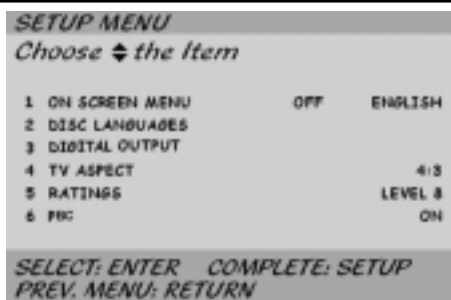 SETUP MENU
Choose ⬍ the Item
1 ON SCREEN MENU OFF ENGLISH
2 DISC LANGUAGES
3 DIGITAL OUTPUT
4 TV ASPECT 4:3
5 RATINGS LEVEL 8
6 PBC ON
SELECT: ENTER COMPLETE: SETUP
PREV. MENU: RETURN